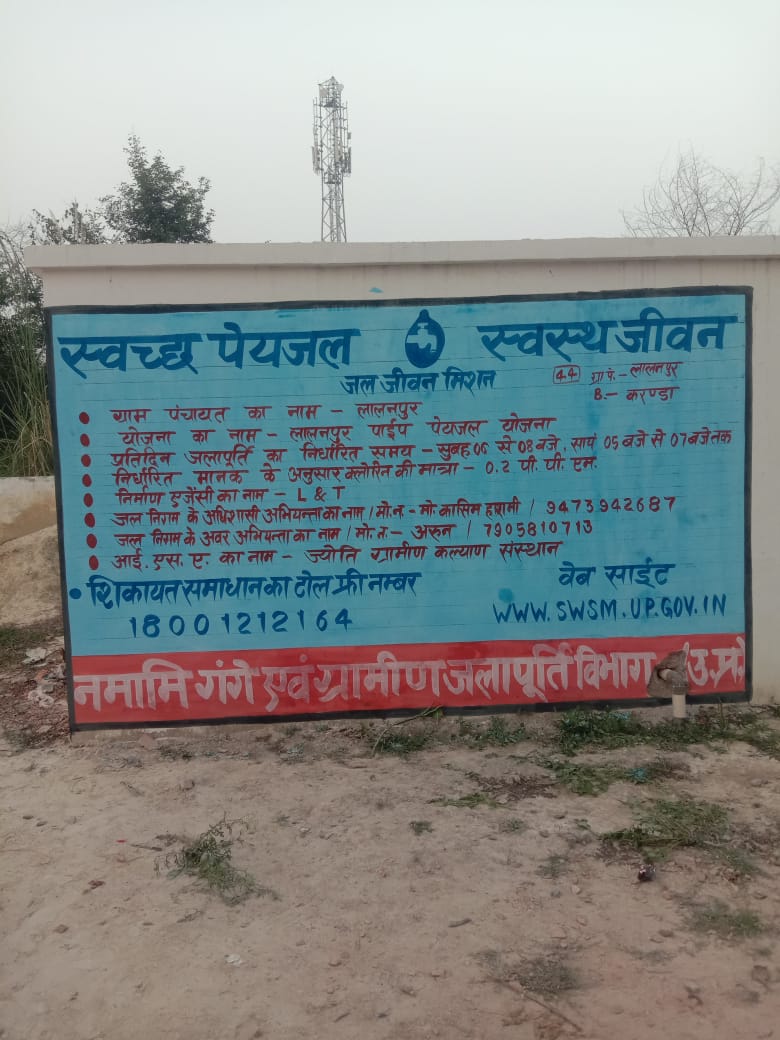 स्वच्छ पेयजल स्वस्थ जीवन
जल जीवन मिशन
44 ग्रा.पं.- लालनपुर
B.- करण्डा
ग्राम पंचायत का नाम - लालनपुर
योजना का नाम - लालनपुर पाईप पेयजल योजना
प्रतिदिन जलापूर्ति का निर्धारित समय - सुबह 06 से 08 बजे, सायं 05 बजे से 07 बजे तक
निर्धारित मानक के अनुसार क्लोरिन की मात्रा - 0.2 पी. पी. एम.
निर्माण एजेंसी का नाम - L & T
जल निगम के अधिशासी अभियन्ता का नाम / मो.न.- मो. कासिम हाशमी / 9473942687
जल निगम के अवर अभियन्ता का नाम / मो. न.- अरुन / 7905810713
आई. एस. ए. का नाम - ज्योति ग्रामीण कल्याण संस्थान
शिकायत समाधान का टोल फ्री नम्बर
18001212164
वेब साईट
WWW.SWSM.UP.GOV.IN
नमामि गंगे एवं ग्रामीण जलापूर्ति विभाग उ.प्र.